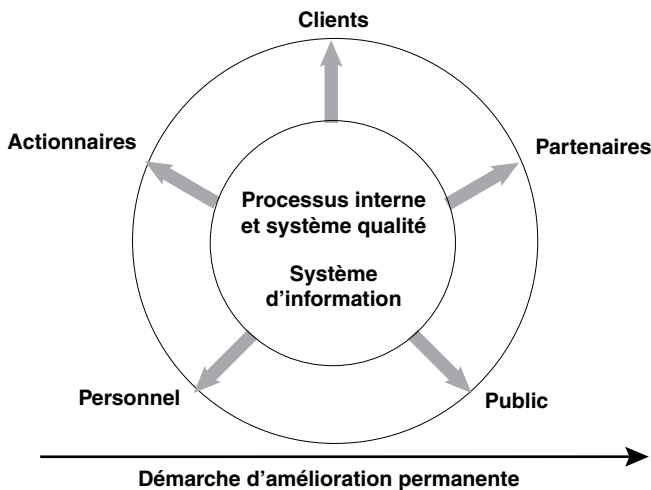 Clients
Actionnaires
Partenaires
Processus interne
et système qualité
Système
d'information
Personnel
Public
Démarche d'amélioration permanente